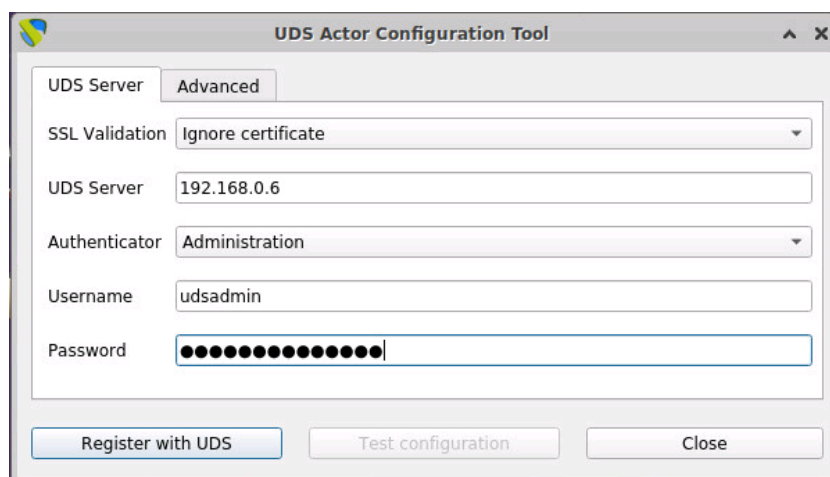 UDS Actor Configuration Tool
UDS Server Advanced
SSL Validation Ignore certificate
UDS Server 192.168.0.6
Authenticator Administration
Username udsadmin
Password ●●●●●●●●●●●●●●
Register with UDS Test configuration Close